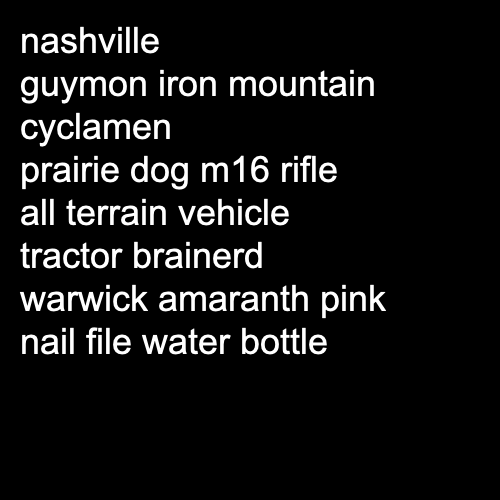 nashville
guymon iron mountain
cyclamen
prairie dog m16 rifle
all terrain vehicle
tractor brainerd
warwick amaranth pink
nail file water bottle